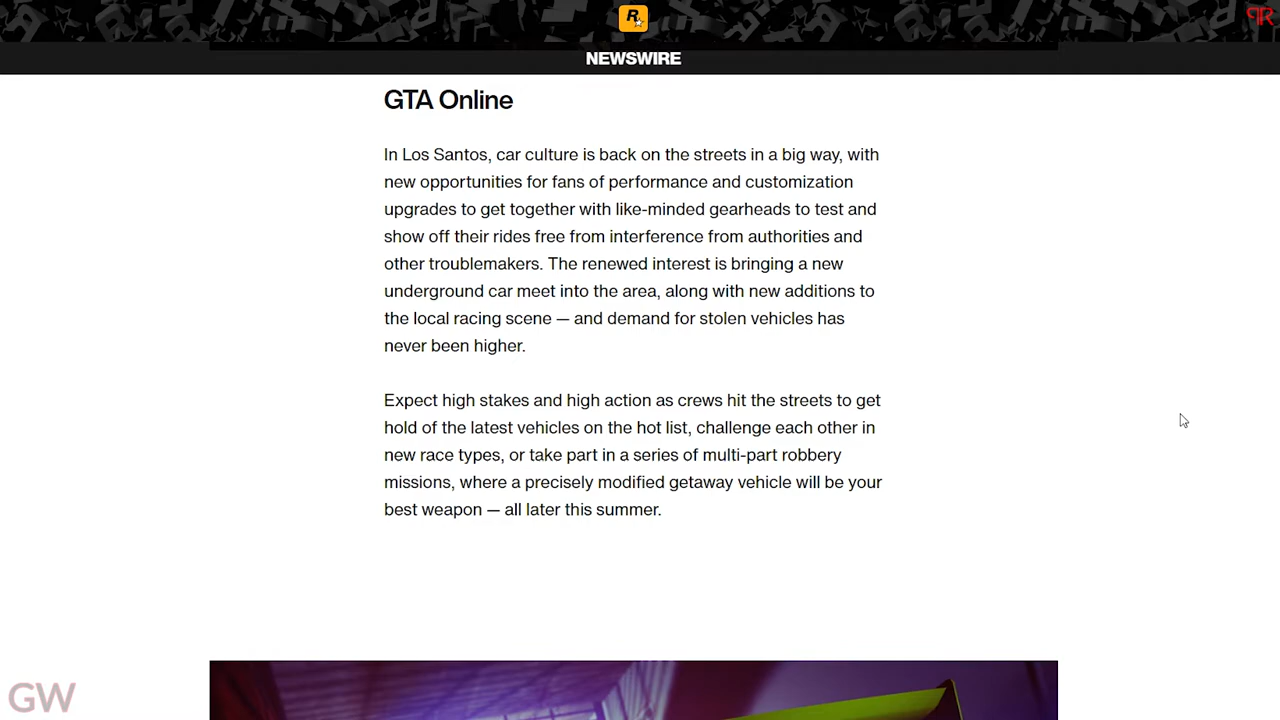 R
NEWSWIRE
GTA Online
In Los Santos, car culture is back on the streets in a big way, with
new opportunities for fans of performance and customization
upgrades to get together with like-minded gearheads to test and
show off their rides free from interference from authorities and
other troublemakers. The renewed interest is bringing a new
underground car meet into the area, along with new additions to
the local racing scene — and demand for stolen vehicles has
never been higher.
Expect high stakes and high action as crews hit the streets to get
hold of the latest vehicles on the hot list, challenge each other in
new race types, or take part in a series of multi-part robbery
missions, where a precisely modified getaway vehicle will be your
best weapon — all later this summer.
GW